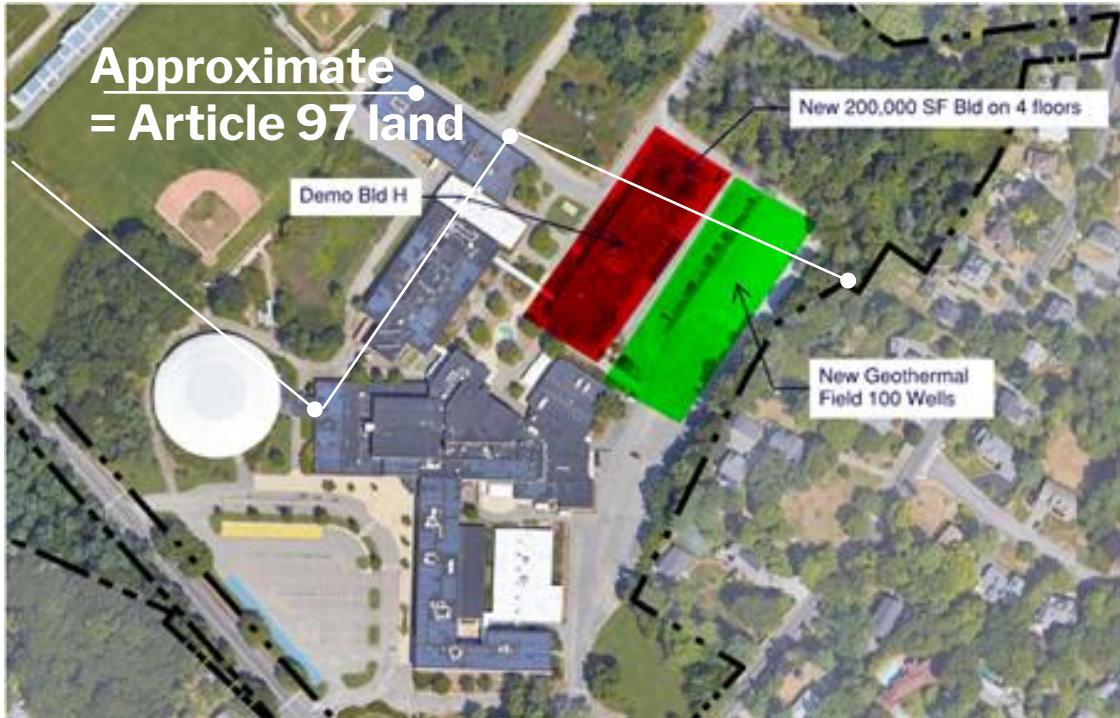 Approximate
= Article 97 land
New 200,000 SF Bld on 4 floors
Demo Bld H
New Geothermal
Field 100 Wells